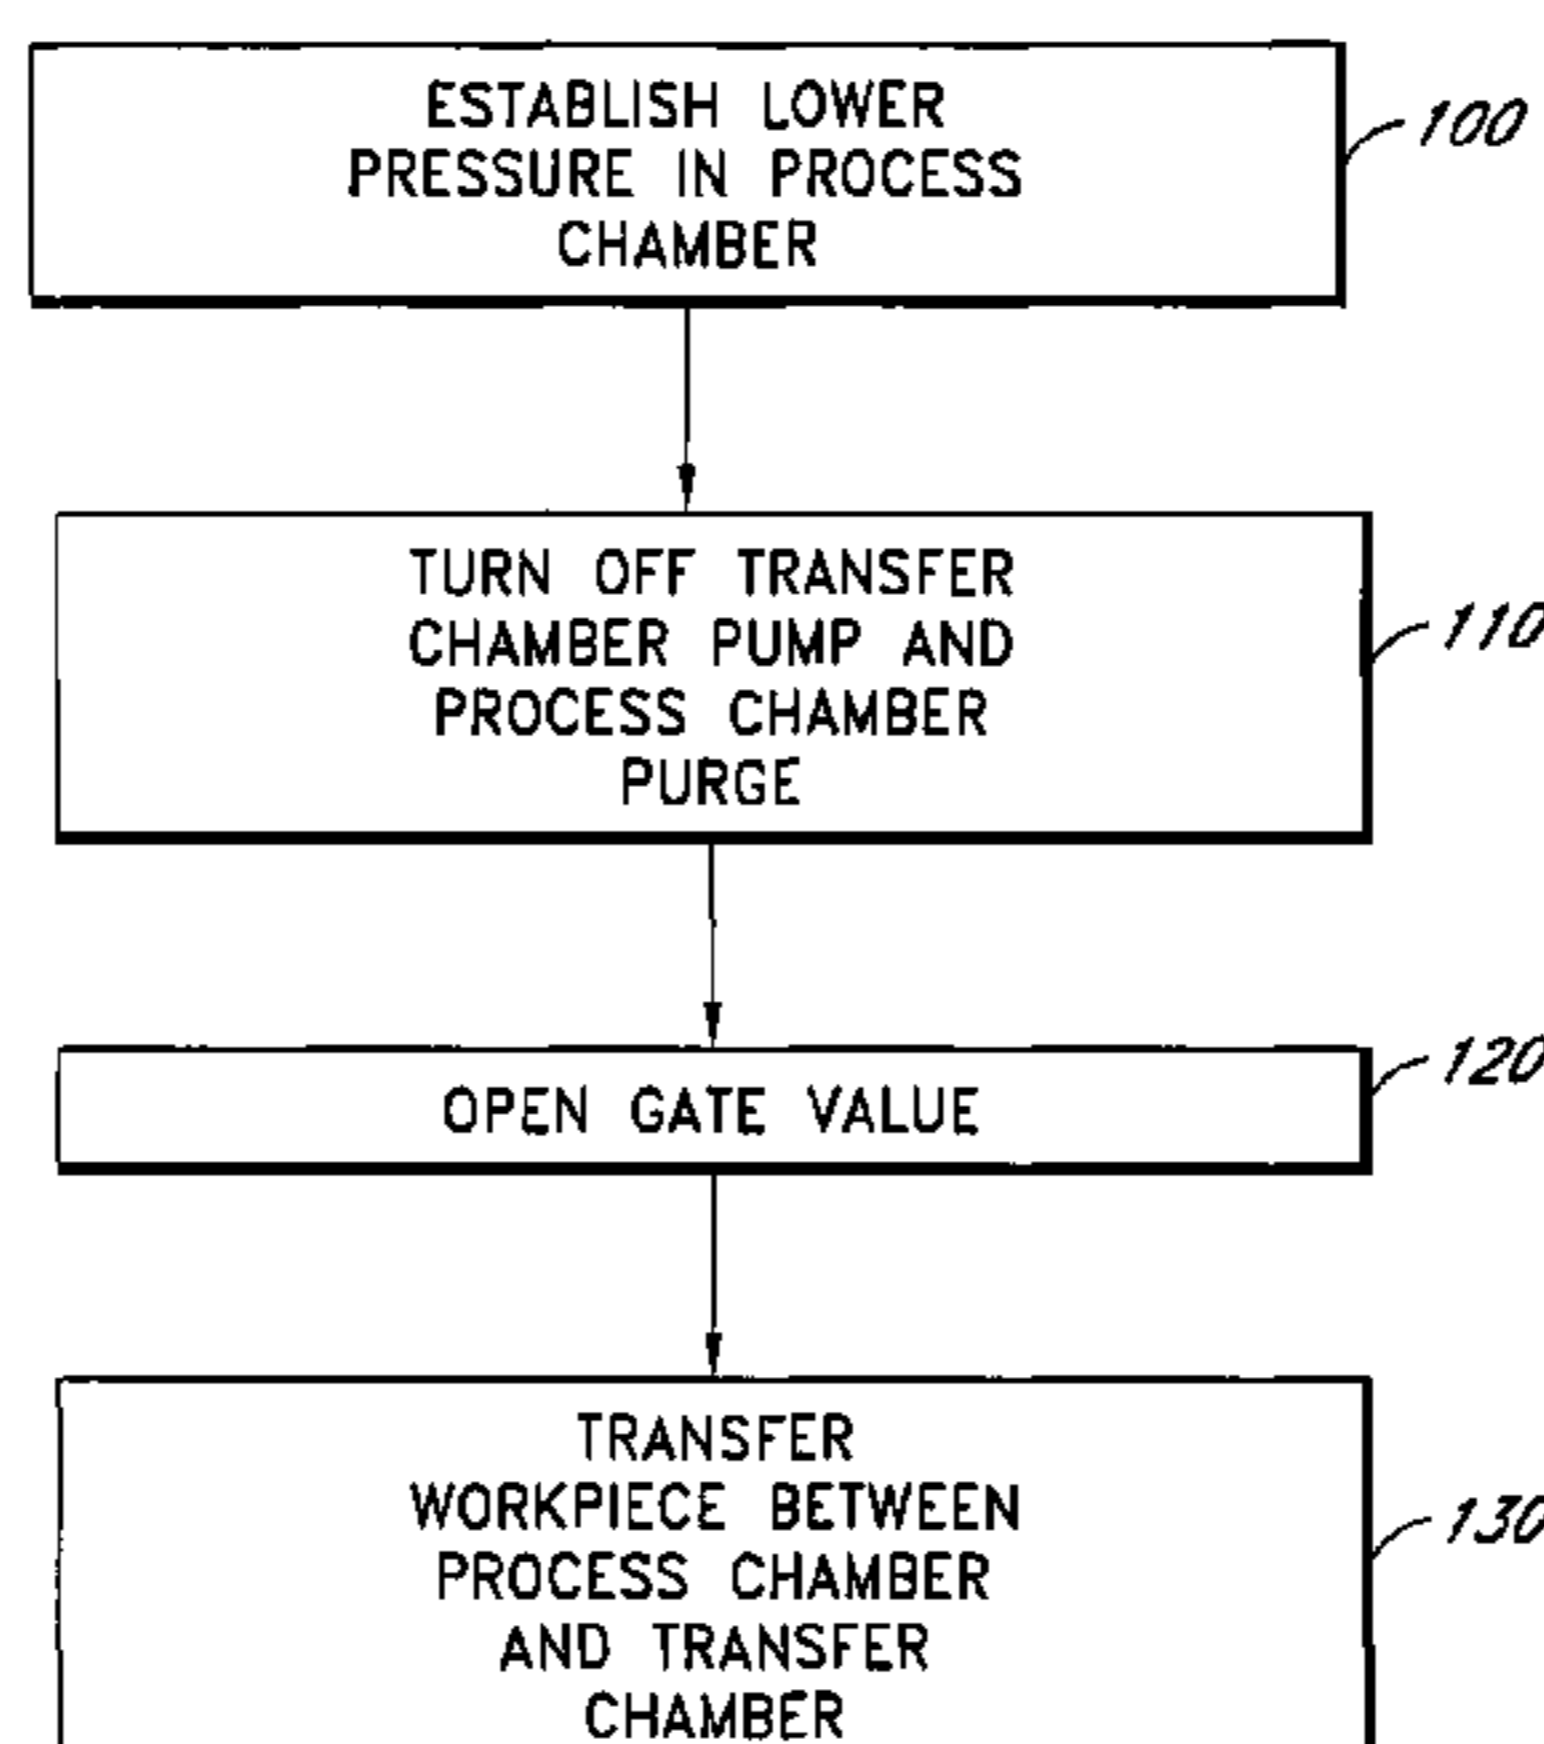 ESTABLISH LOWER
PRESSURE IN PROCESS
CHAMBER
100
TURN OFF TRANSFER
CHAMBER PUMP AND
PROCESS CHAMBER
PURGE
110
OPEN GATE VALUE
120
TRANSFER
WORKPIECE BETWEEN
PROCESS CHAMBER
AND TRANSFER
CHAMBER
130